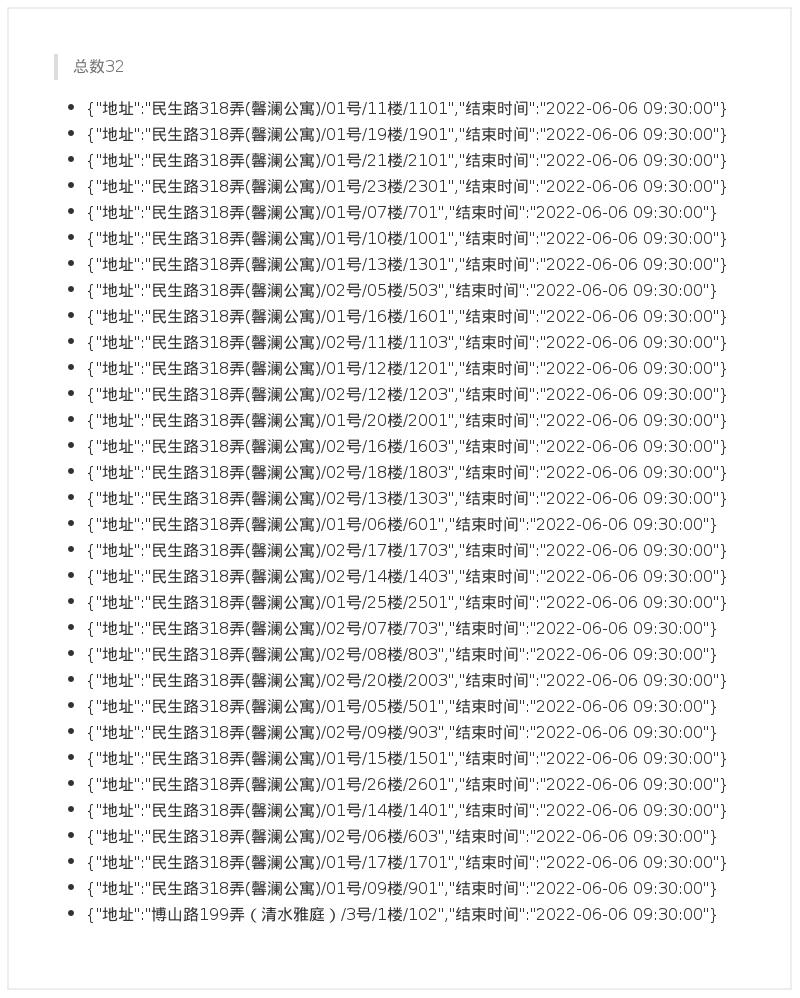 总数32
{"地址":"民生路318弄(馨澜公寓)/01号/11楼/1101","结束时间":"2022-06-06 09:30:00"}
{"地址":"民生路318弄(馨澜公寓)/01号/19楼/1901","结束时间":"2022-06-06 09:30:00"}
{"地址":"民生路318弄(馨澜公寓)/01号/21楼/2101","结束时间":"2022-06-06 09:30:00"}
{"地址":"民生路318弄(馨澜公寓)/01号/23楼/2301","结束时间":"2022-06-06 09:30:00"}
{"地址":"民生路318弄(馨澜公寓)/01号/07楼/701","结束时间":"2022-06-06 09:30:00"}
{"地址":"民生路318弄(馨澜公寓)/01号/10楼/1001","结束时间":"2022-06-06 09:30:00"}
{"地址":"民生路318弄(馨澜公寓)/01号/13楼/1301","结束时间":"2022-06-06 09:30:00"}
{"地址":"民生路318弄(馨澜公寓)/02号/05楼/503","结束时间":"2022-06-06 09:30:00"}
{"地址":"民生路318弄(馨澜公寓)/01号/16楼/1601","结束时间":"2022-06-06 09:30:00"}
{"地址":"民生路318弄(馨澜公寓)/02号/11楼/1103","结束时间":"2022-06-06 09:30:00"}
{"地址":"民生路318弄(馨澜公寓)/01号/12楼/1201","结束时间":"2022-06-06 09:30:00"}
{"地址":"民生路318弄(馨澜公寓)/02号/12楼/1203","结束时间":"2022-06-06 09:30:00"}
{"地址":"民生路318弄(馨澜公寓)/01号/20楼/2001","结束时间":"2022-06-06 09:30:00"}
{"地址":"民生路318弄(馨澜公寓)/02号/16楼/1603","结束时间":"2022-06-06 09:30:00"}
{"地址":"民生路318弄(馨澜公寓)/02号/18楼/1803","结束时间":"2022-06-06 09:30:00"}
{"地址":"民生路318弄(馨澜公寓)/02号/13楼/1303","结束时间":"2022-06-06 09:30:00"}
{"地址":"民生路318弄(馨澜公寓)/01号/06楼/601","结束时间":"2022-06-06 09:30:00"}
{"地址":"民生路318弄(馨澜公寓)/02号/17楼/1703","结束时间":"2022-06-06 09:30:00"}
{"地址":"民生路318弄(馨澜公寓)/02号/14楼/1403","结束时间":"2022-06-06 09:30:00"}
{"地址":"民生路318弄(馨澜公寓)/01号/25楼/2501","结束时间":"2022-06-06 09:30:00"}
{"地址":"民生路318弄(馨澜公寓)/02号/07楼/703","结束时间":"2022-06-06 09:30:00"}
{"地址":"民生路318弄(馨澜公寓)/02号/08楼/803","结束时间":"2022-06-06 09:30:00"}
{"地址":"民生路318弄(馨澜公寓)/02号/20楼/2003","结束时间":"2022-06-06 09:30:00"}
{"地址":"民生路318弄(馨澜公寓)/01号/05楼/501","结束时间":"2022-06-06 09:30:00"}
{"地址":"民生路318弄(馨澜公寓)/02号/09楼/903","结束时间":"2022-06-06 09:30:00"}
{"地址":"民生路318弄(馨澜公寓)/01号/15楼/1501","结束时间":"2022-06-06 09:30:00"}
{"地址":"民生路318弄(馨澜公寓)/01号/26楼/2601","结束时间":"2022-06-06 09:30:00"}
{"地址":"民生路318弄(馨澜公寓)/01号/14楼/1401","结束时间":"2022-06-06 09:30:00"}
{"地址":"民生路318弄(馨澜公寓)/02号/06楼/603","结束时间":"2022-06-06 09:30:00"}
{"地址":"民生路318弄(馨澜公寓)/01号/17楼/1701","结束时间":"2022-06-06 09:30:00"}
{"地址":"民生路318弄(馨澜公寓)/01号/09楼/901","结束时间":"2022-06-06 09:30:00"}
{"地址":"博山路199弄（清水雅庭）/3号/1楼/102","结束时间":"2022-06-06 09:30:00"}